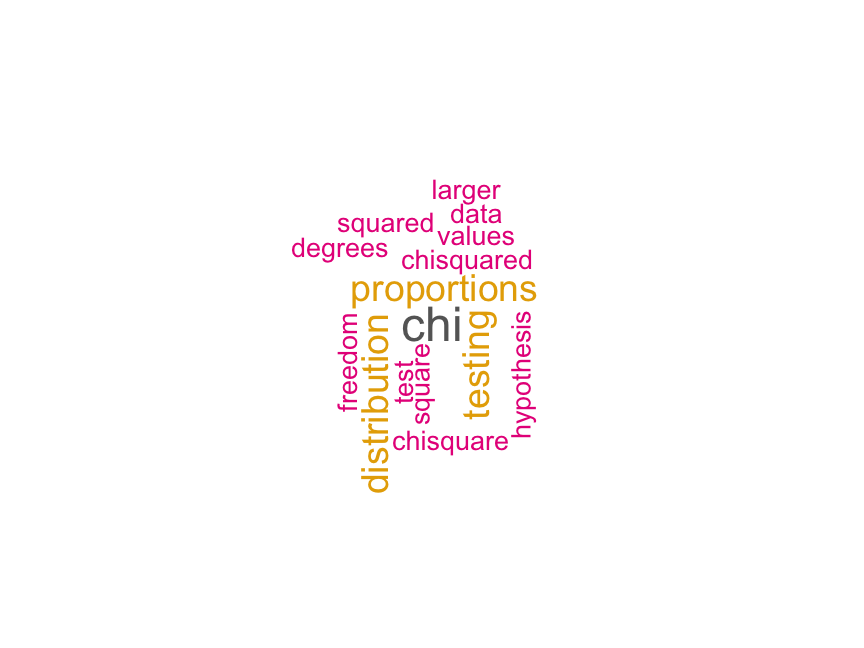 larger
data
squared
values
degrees
chisquared
proportions
chi
freedom
distribution
test
square
testing
hypothesis
chisquare